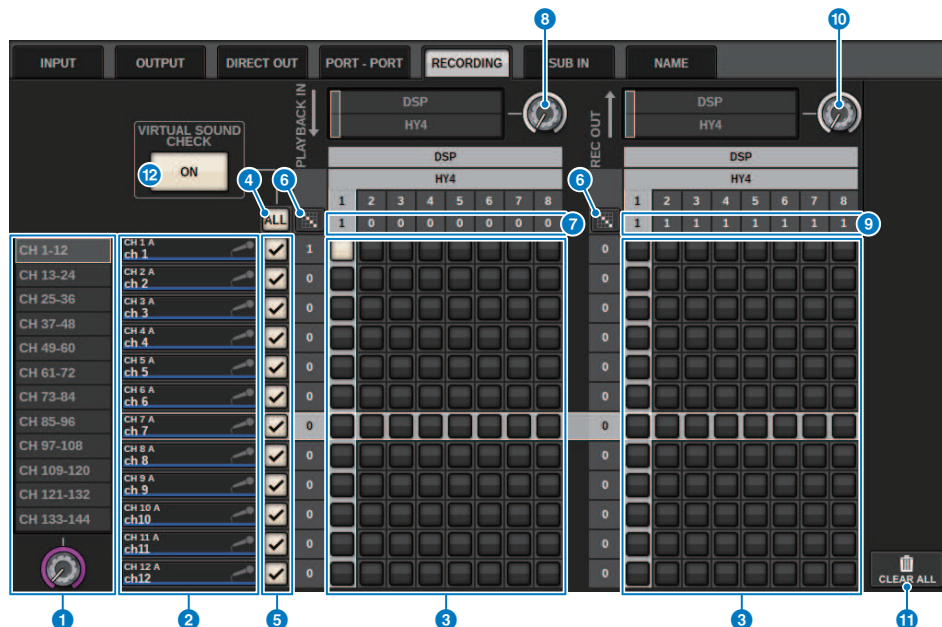 8 10
INPUT OUTPUT DIRECT OUT PORT - PORT RECORDING SUB IN NAME
PLAYBACK IN
DSP
HY4
REC OUT
DSP
HY4
VIRTUAL SOUND
CHECK
12 ON
DSP DSP
HY4 HY4
4 6 6
ALL 1 2 3 4 5 6 7 8 1 2 3 4 5 6 7 8
1 0 0 0 0 0 0 0 7 1 1 1 1 1 1 1 1 9
CH 1-12
CH 13-24
CH 25-36
CH 37-48
CH 49-60
CH 61-72
CH 73-84
CH 85-96
CH 97-108
CH 109-120
CH 121-132
CH 133-144
CH 1 A
ch 1 1 0
CH 2 A
ch 2 0 0
CH 3 A
ch 3 0 0
CH 4 A
ch 4 0 0
CH 5 A
ch 5 0 0
CH 6 A
ch 6 0 0
CH 7 A
ch 7 0 0
CH 8 A
ch 8 0 0
CH 9 A
ch 9 0 0
CH 10 A
ch10 0 0
CH 11 A
ch11 0 0
CH 12 A
ch12 0 0
CLEAR ALL
1 2 5 3 3 11